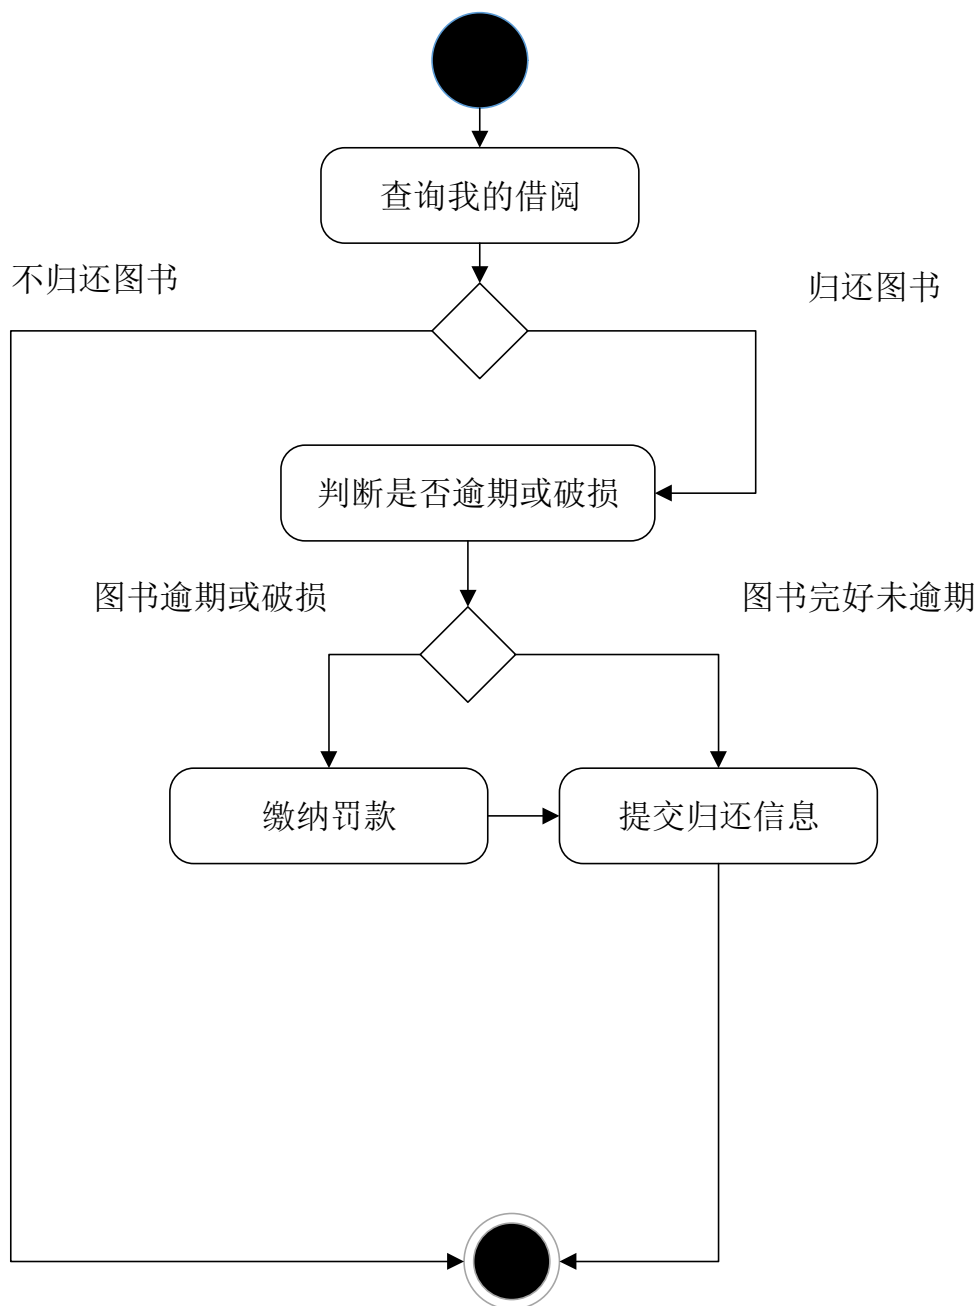 查询我的借阅
不归还图书
归还图书
判断是否逾期或破损
图书逾期或破损
图书完好未逾期
缴纳罚款
提交归还信息